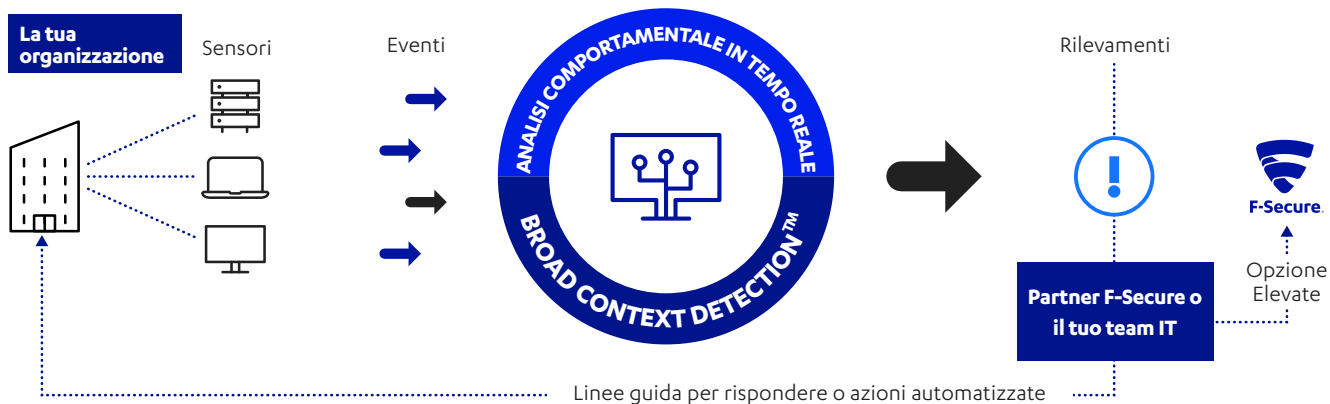 La tua
organizzazione
Sensori
Eventi
ANALISI COMPORTAMENTALE IN TEMPO REALE
BROAD CONTEXT DETECTION™
Rilevamenti
F-Secure.
Partner F-Secure o
il tuo team IT
Opzione
Elevate
Linee guida per rispondere o azioni automatizzate